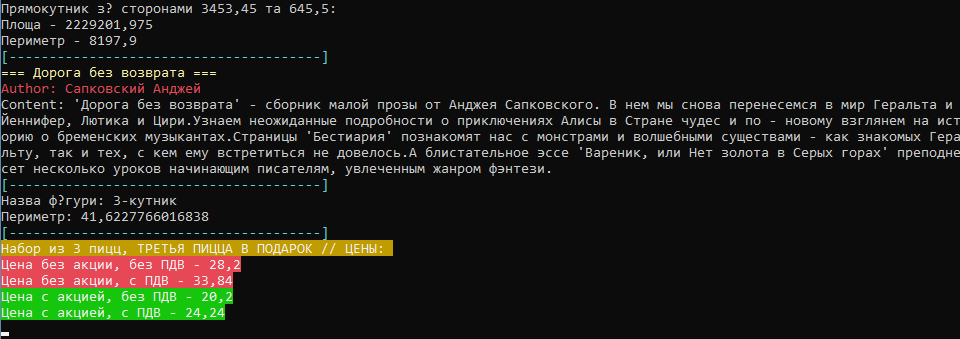 Прямокутник з? сторонами 3453,45 та 645,5:
Площа - 2229201,975
Периметр - 8197,9
[---------------------------------------]
=== Дорога без возврата ===
Author: Сапковский Анджей
Content: 'Дорога без возврата' - сборник малой прозы от Анджея Сапковского. В нем мы снова перенесемся в мир Геральта и
Йеннифер, Лютика и Цири.Узнаем неожиданные подробности о приключениях Алисы в Стране чудес и по - новому взглянем на ист
орию о бременских музыкантах.Страницы 'Бестиария' познакомят нас с монстрами и волшебными существами - как знакомых Гера
льту, так и тех, с кем ему встретиться не довелось.А блистательное эссе 'Вареник, или Нет золота в Серых горах' преподне
сет несколько уроков начинающим писателям, увлеченным жанром фэнтези.
[---------------------------------------]
Назва ф?гури: 3-кутник
Периметр: 41,6227766016838
[---------------------------------------]
Набор из 3 пицц, ТРЕТЬЯ ПИЦЦА В ПОДАРОК // ЦЕНЫ:
Цена без акции, без ПДВ - 28,2
Цена без акции, с ПДВ - 33,84
Цена с акцией, без ПДВ - 20,2
Цена с акцией, с ПДВ - 24,24